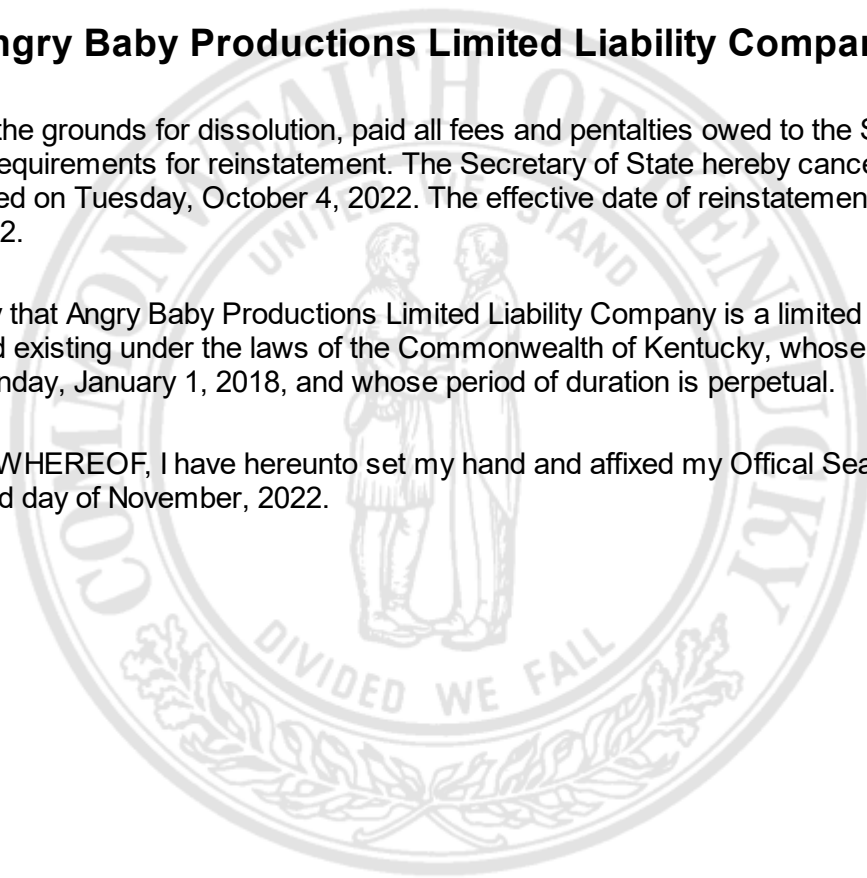 ngry Baby Productions Limited Liability Compa
the grounds for dissolution, paid all fees and pentalties owed to the S
equirements for reinstatement. The Secretary of State hereby cance
ed on Tuesday, October 4, 2022. The effective date of reinstatemen
2.
y that Angry Baby Productions Limited Liability Company is a limited
d existing under the laws of the Commonwealth of Kentucky, whose
nday, January 1, 2018, and whose period of duration is perpetual.
WHEREOF, I have hereunto set my hand and affixed my Offical Sea
d day of November, 2022.
COMMONWEALTH OF KENTUCKY
UNITED WE STAND
DIVIDED WE FALL